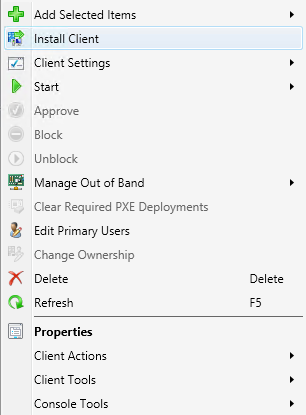 Add Selected Items
Install Client
Client Settings
Start
Approve
Block
Unblock
Manage Out of Band
Clear Required PXE Deployments
Edit Primary Users
Change Ownership
Delete Delete
Refresh F5
Properties
Client Actions
Client Tools
Console Tools